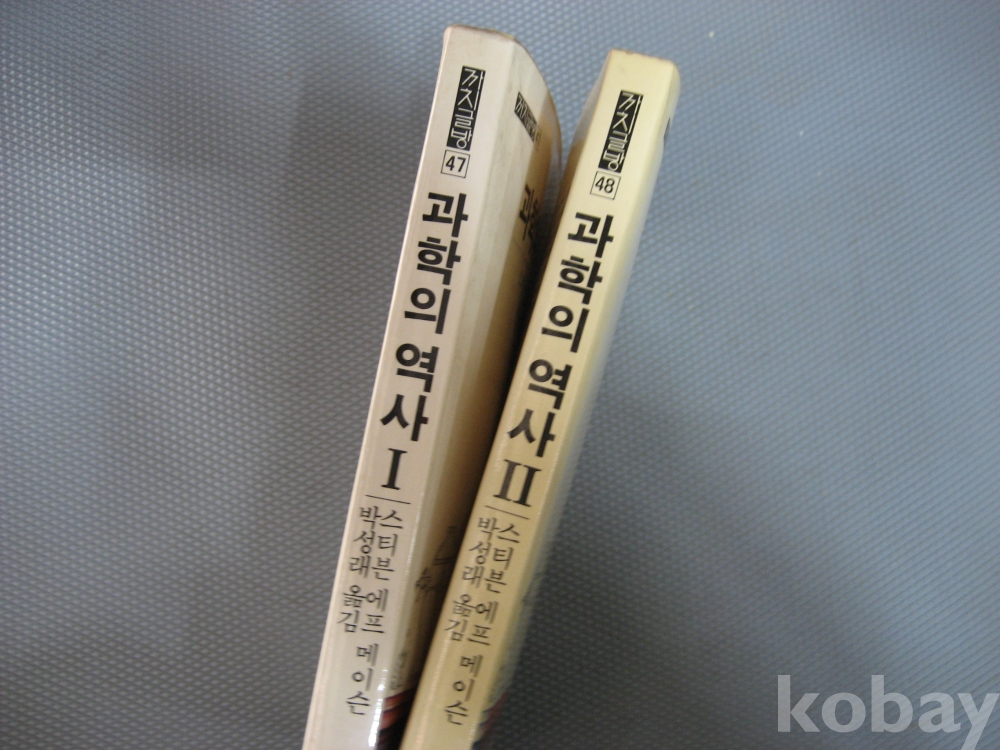 까치글방
47
과학의 역사 I
스티븐 에프 메이슨
박성래 옮김
까치글방
48
과학의 역사 II
스티븐 에프 메이슨
박성래 옮김
kobay